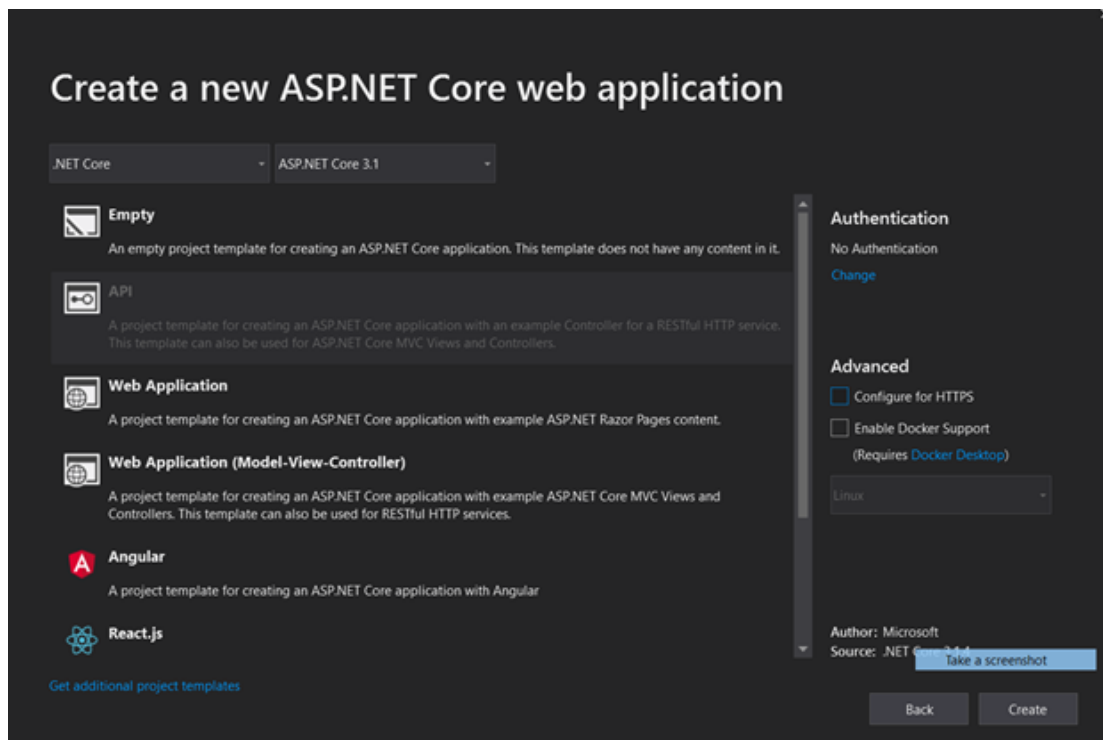 Create a new ASP.NET Core web application
.NET Core
ASP.NET Core 3.1
Empty
An empty project template for creating an ASP.NET Core application. This template does not have any content in it.
API
A project template for creating an ASP.NET Core application with an example Controller for a RESTful HTTP service.
This template can also be used for ASP.NET Core MVC Views and Controllers.
Web Application
A project template for creating an ASP.NET Core application with example ASP.NET Razor Pages content.
Web Application (Model-View-Controller)
A project template for creating an ASP.NET Core application with example ASP.NET Core MVC Views and
Controllers. This template can also be used for RESTful HTTP services.
Angular
A project template for creating an ASP.NET Core application with Angular
React.js
Get additional project templates
Authentication
No Authentication
Change
Advanced
Configure for HTTPS
Enable Docker Support
(Requires Docker Desktop)
Linux
Author: Microsoft
Source: .NET
Take a screenshot
Back
Create